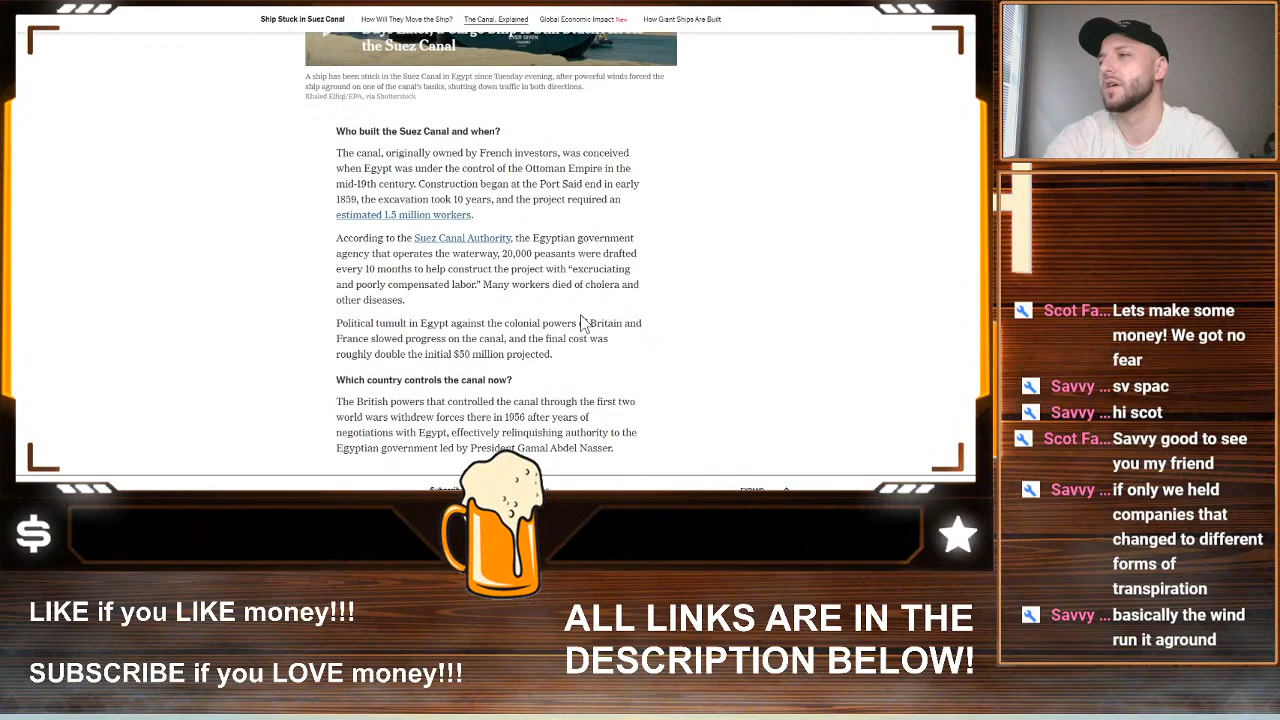 Ship Stuck in Suez Canal
How Will They Move the Ship?
The Canal, Explained
Global Economic Impact New
How Giant Ships Are Built
the Suez Canal
A ship has been stuck in the Suez Canal in Egypt since Tuesday evening, after powerful winds forced the
ship aground on one of the canal's banks, shutting down traffic in both directions.
Khaled Elfiqi/EPA, via Shutterstock
Who built the Suez Canal and when?
The canal, originally owned by French investors, was conceived
when Egypt was under the control of the Ottoman Empire in the
mid-19th century. Construction began at the Port Said end in early
1859, the excavation took 10 years, and the project required an
estimated 1.5 million workers.
According to the Suez Canal Authority, the Egyptian government
agency that operates the waterway, 20,000 peasants were drafted
every 10 months to help construct the project with “excruciating
and poorly compensated labor.” Many workers died of cholera and
other diseases.
Political tumult in Egypt against the colonial powers Britain and
France slowed progress on the canal, and the final cost was
roughly double the initial $50 million projected.
Which country controls the canal now?
The British powers that controlled the canal through the first two
world wars withdrew forces there in 1956 after years of
negotiations with Egypt, effectively relinquishing authority to the
Egyptian government led by President Gamal Abdel Nasser.
Scot Fa... Lets make some
money! We got no
fear
Savvy ... sv spac
Savvy ... hi scot
Scot Fa... Savvy good to see
you my friend
Savvy ... if only we held
companies that
changed to different
forms of
transpiration
Savvy ... basically the wind
run it aground
$
LIKE if you LIKE money!!!
SUBSCRIBE if you LOVE money!!!
ALL LINKS ARE IN THE
DESCRIPTION BELOW!